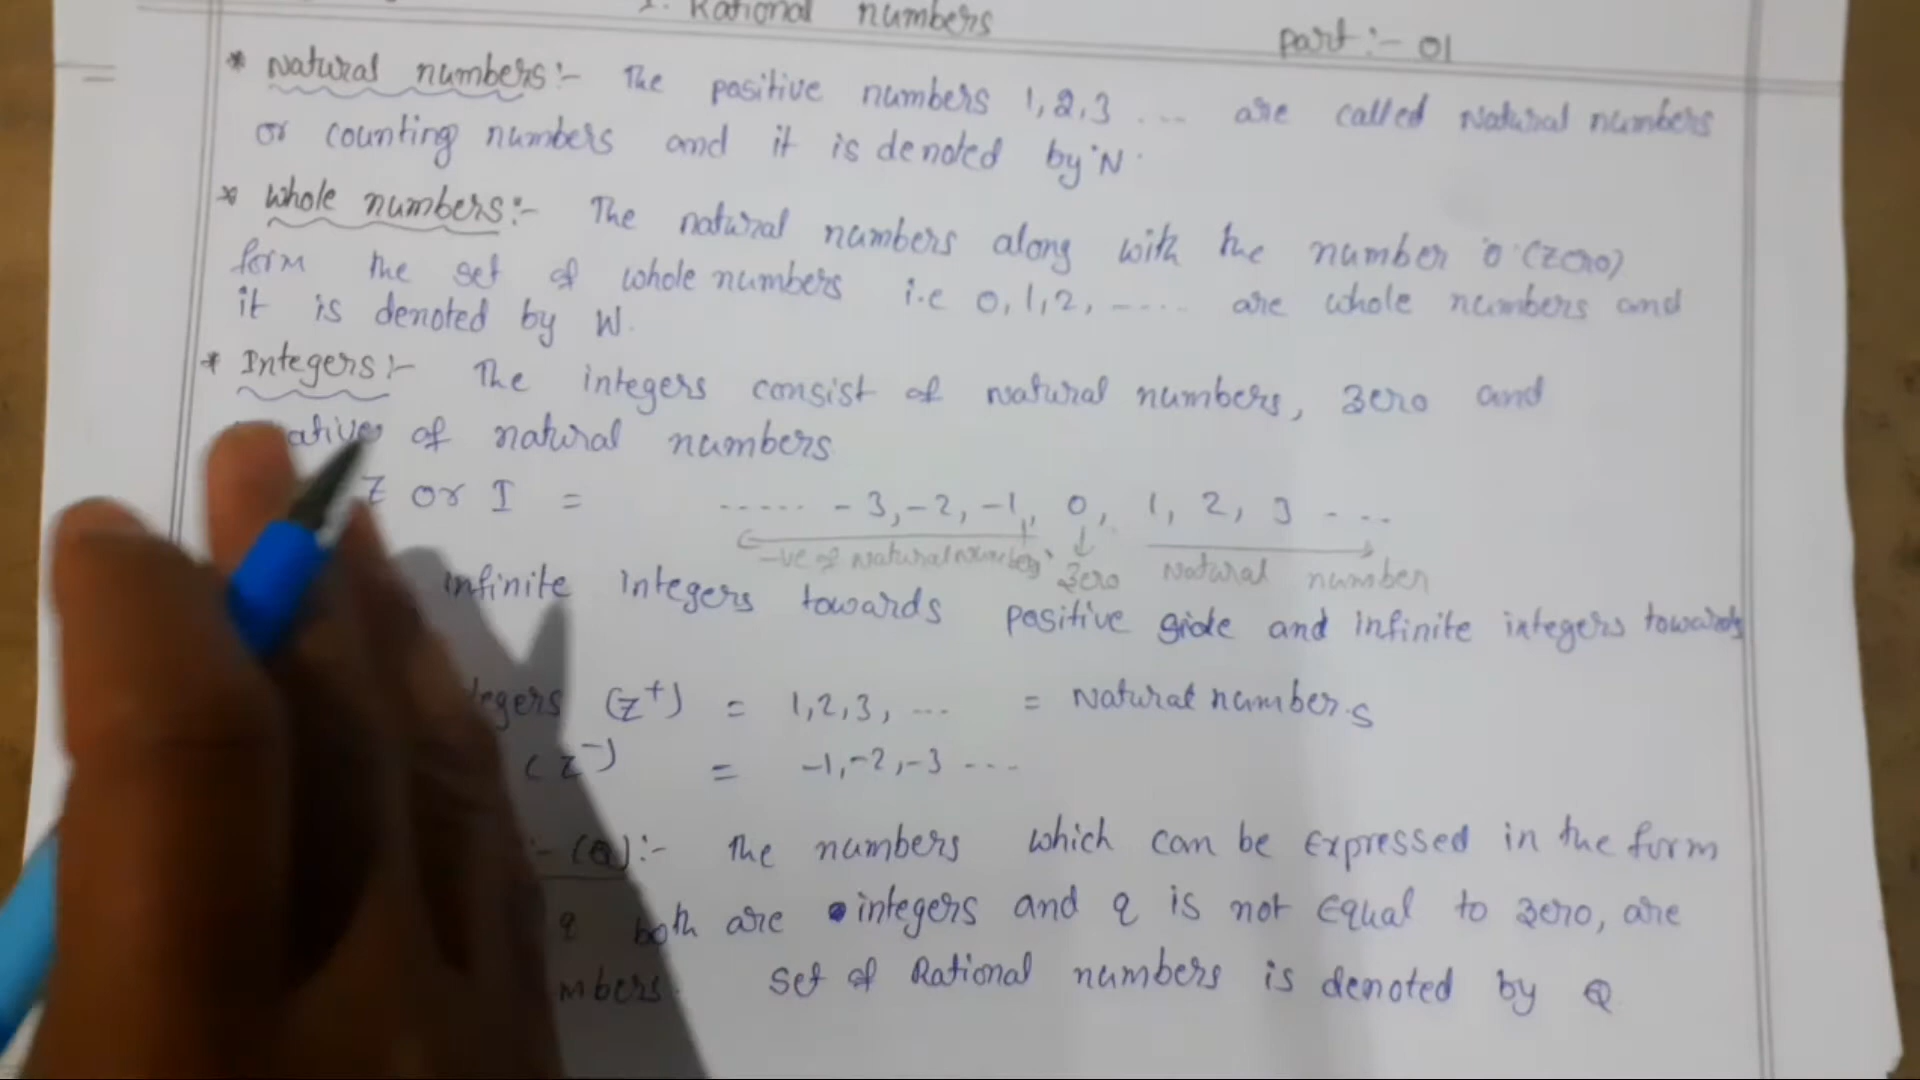 1. Rational numbers
part:- 01
* Natural numbers:- The positive numbers 1,2,3 .... are called Natural numbers
or counting numbers and it is denoted by 'N'
* Whole numbers:- The natural numbers along with the number 'o' (zero)
form the set of whole numbers i.e 0,1,2, ..... are whole numbers and
it is denoted by W.
* Integers:- The integers consist of natural numbers, zero and
of natural numbers
Z or I = ...... -3,-2,-1, 0, 1, 2, 3 ....
-ve of natural number zero natural number
infinite integers towards positive side and infinite integers towards
(Z+) = 1,2,3, ... = Natural numbers
(Z-) = -1,-2,-3 ...
:- (Q):- The numbers which can be expressed in the form
q both are integers and q is not equal to zero, are
set of Rational numbers is denoted by Q